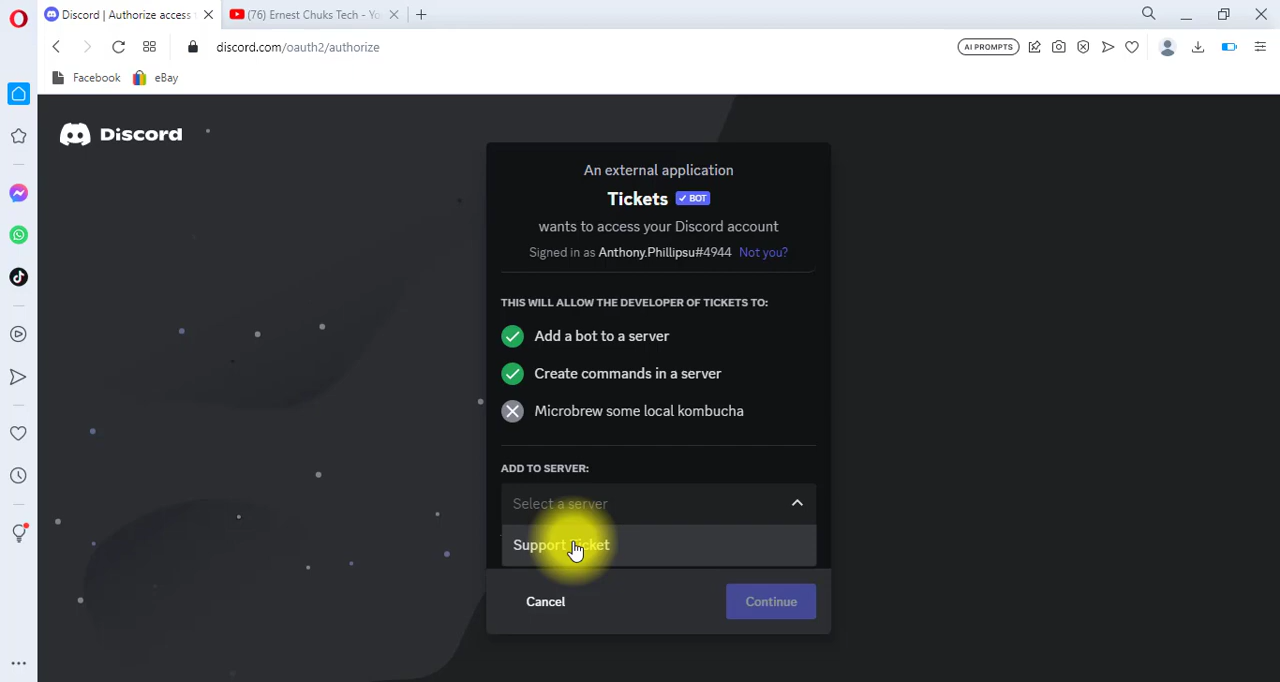 Discord | Authorize access
(76) Ernest Chuks Tech - Yo
discord.com/oauth2/authorize
AI PROMPTS
Facebook
eBay
Discord
An external application
Tickets ✓ BOT
wants to access your Discord account
Signed in as Anthony.Phillipsu#4944 Not you?
THIS WILL ALLOW THE DEVELOPER OF TICKETS TO:
Add a bot to a server
Create commands in a server
Microbrew some local kombucha
ADD TO SERVER:
Select a server
Support Ticket
Cancel
Continue